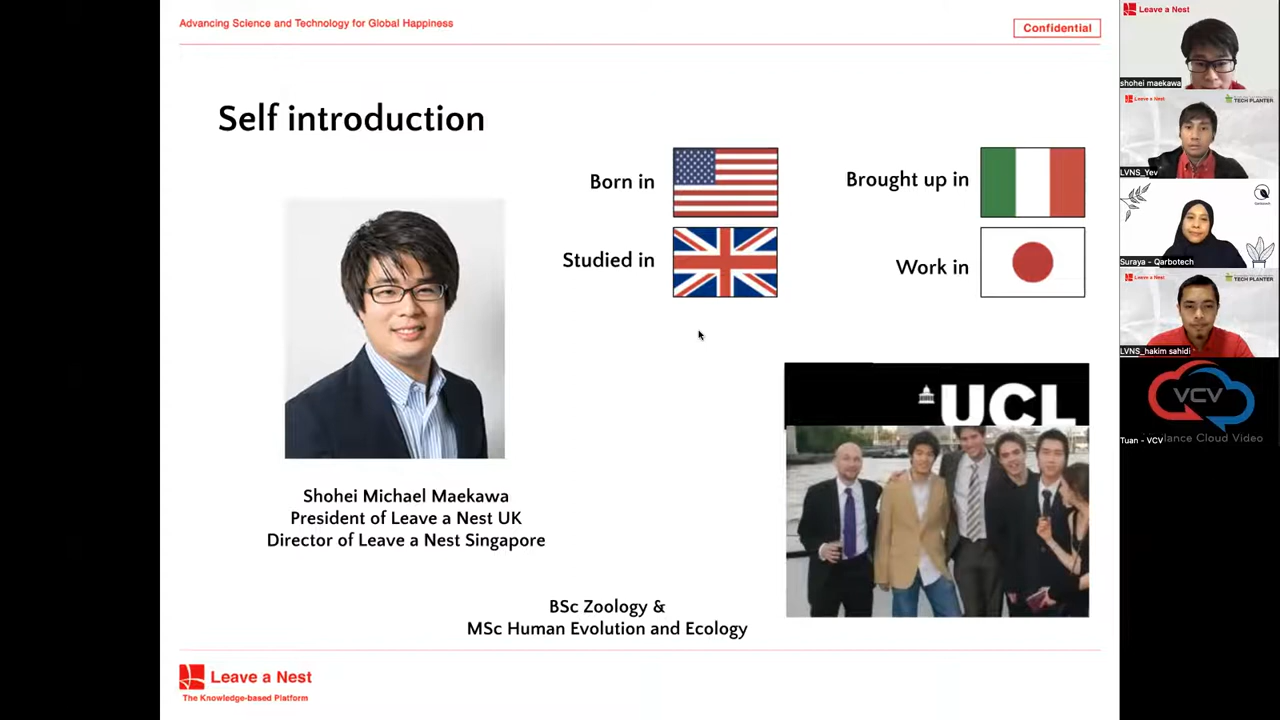 Advancing Science and Technology for Global Happiness
Confidential
Self introduction
Born in
Brought up in
Studied in
Work in
UCL
Shohei Michael Maekawa
President of Leave a Nest UK
Director of Leave a Nest Singapore
BSc Zoology &
MSc Human Evolution and Ecology
Leave a Nest
The Knowledge-based Platform
Leave a Nest
shohei maekawa
Leave a Nest
TECH PLANTER
LVNS_Yev
Suraya - Qarbotech
Leave a Nest
TECH PLANTER
LVNS_hakim sahidi
VCV
Tuan - VCV
lance Cloud Video